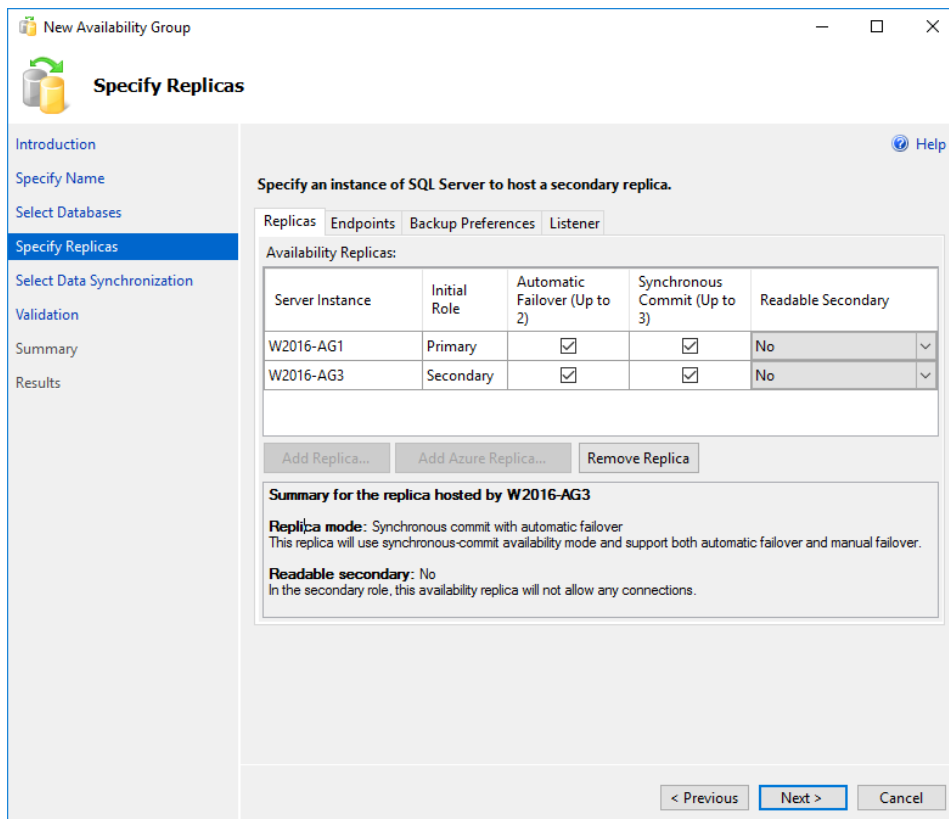 New Availability Group
Specify Replicas
Introduction
Specify Name
Select Databases
Specify Replicas
Select Data Synchronization
Validation
Summary
Results
Help
Specify an instance of SQL Server to host a secondary replica.
Replicas Endpoints Backup Preferences Listener
Availability Replicas:
Server Instance Initial Role Automatic Failover (Up to 2) Synchronous Commit (Up to 3) Readable Secondary
W2016-AG1 Primary No
W2016-AG3 Secondary No
Add Replica... Add Azure Replica... Remove Replica
Summary for the replica hosted by W2016-AG3
Replica mode: Synchronous commit with automatic failover
This replica will use synchronous-commit availability mode and support both automatic failover and manual failover.
Readable secondary: No
In the secondary role, this availability replica will not allow any connections.
< Previous Next > Cancel